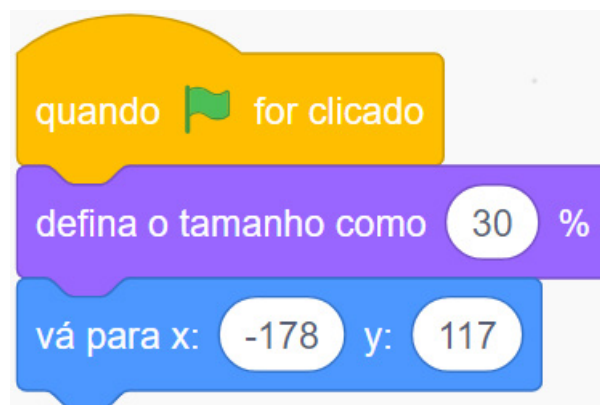 quando for clicado
defina o tamanho como 30 %
vá para x: -178 y: 117